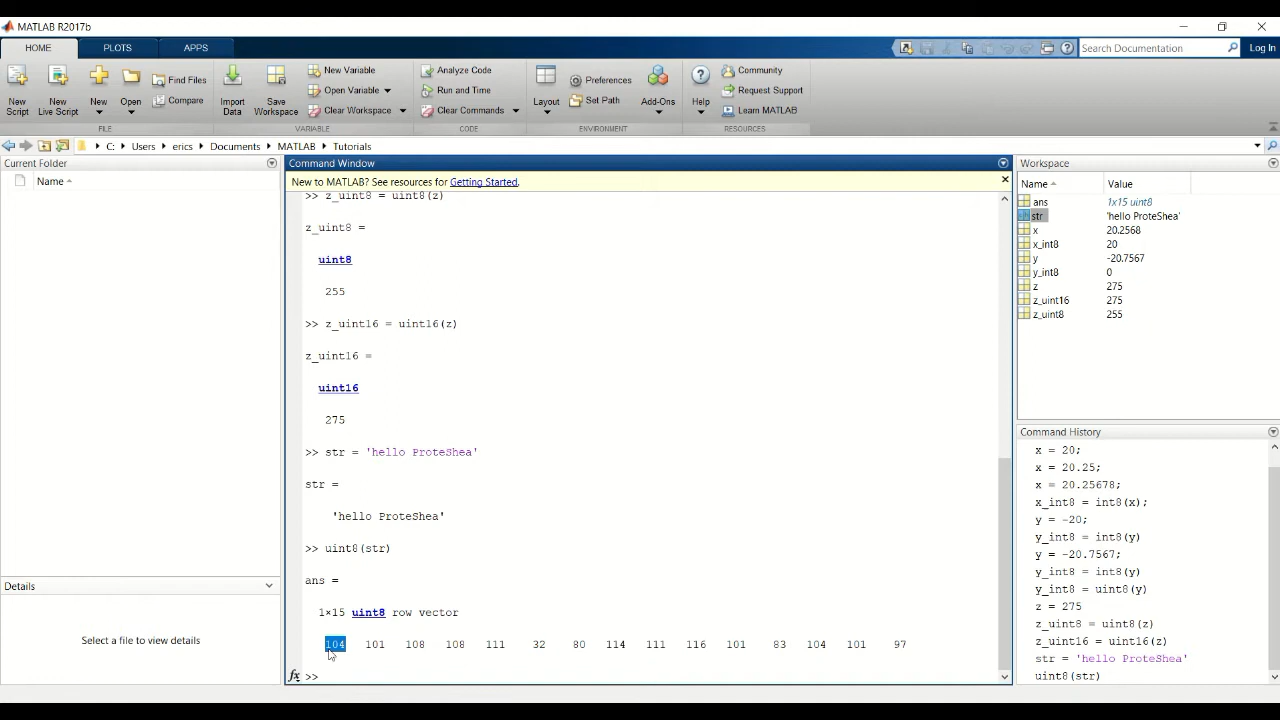 MATLAB R2017b
HOME PLOTS APPS
Search Documentation Log In
New Script
New Live Script
New
Open
Find Files
Compare
FILE
Import Data
Save Workspace
New Variable
Open Variable
Clear Workspace
VARIABLE
Analyze Code
Run and Time
Clear Commands
CODE
Layout
Preferences
Set Path
Add-Ons
ENVIRONMENT
Help
Community
Request Support
Learn MATLAB
RESOURCES
C: Users erics Documents MATLAB Tutorials
Current Folder
Name
Details
Select a file to view details
Command Window
New to MATLAB? See resources for Getting Started.
>> z_uint8 = uint8(z)
z_uint8 =
uint8
255
>> z_uint16 = uint16(z)
z_uint16 =
uint16
275
>> str = 'hello ProteShea'
str =
'hello ProteShea'
>> uint8(str)
ans =
1×15 uint8 row vector
104 101 108 108 111 32 80 114 111 116 101 83 104 101 97
fx >>
Workspace
Name Value
ans 1x15 uint8
str 'hello ProteShea'
x 20.2568
x_int8 20
y -20.7567
y_int8 0
z 275
z_uint16 275
z_uint8 255
Command History
x = 20;
x = 20.25;
x = 20.25678;
x_int8 = int8(x);
y = -20;
y_int8 = int8(y)
y = -20.7567;
y_int8 = int8(y)
y_int8 = uint8(y)
z = 275
z_uint8 = uint8(z)
z_uint16 = uint16(z)
str = 'hello ProteShea'
uint8(str)